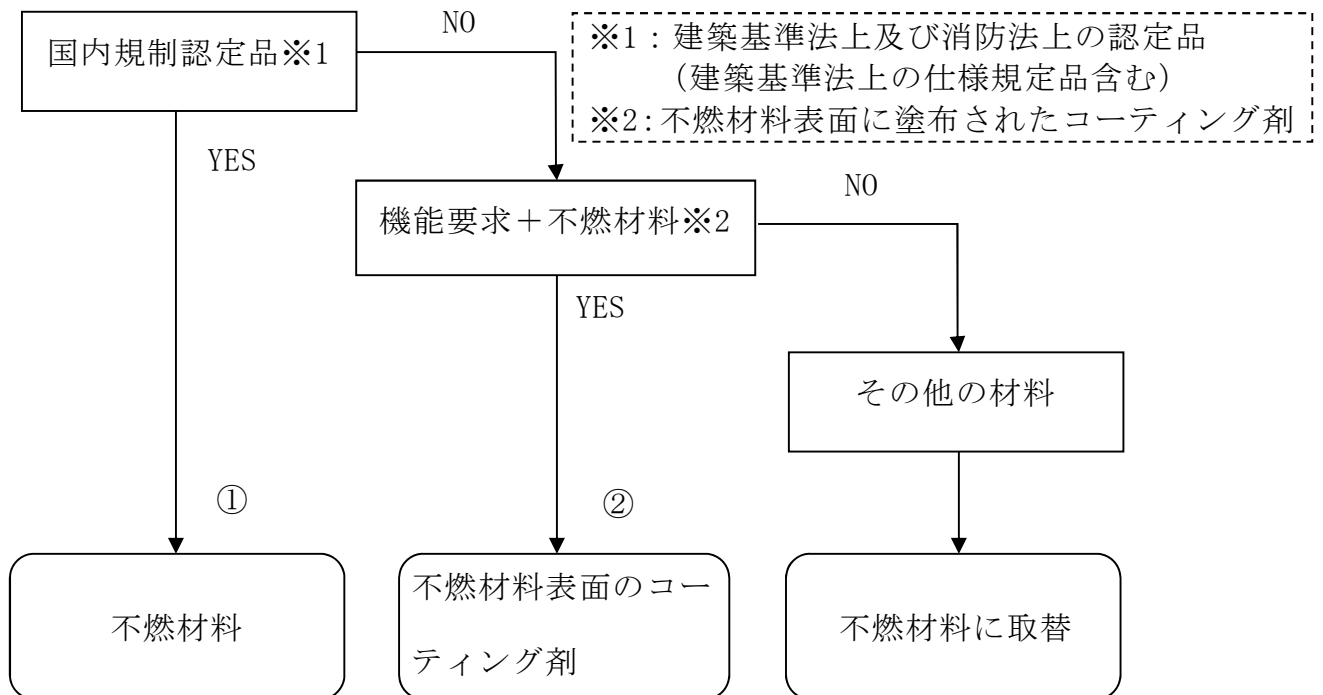 国内規制認定品※1
NO
※1：建築基準法上及び消防法上の認定品
(建築基準法上の仕様規定品含む)
※2:不燃材料表面に塗布されたコーティング剤
YES
機能要求＋不燃材料※2
NO
YES
その他の材料
①
②
不燃材料
不燃材料表面のコー
ティング剤
不燃材料に取替